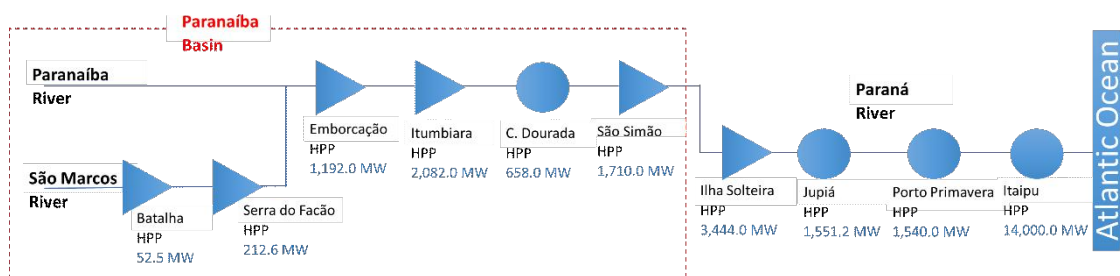 Paranaíba
Basin
Paranaíba
River
Emborcação
HPP
1,192.0 MW
Itumbiara
HPP
2,082.0 MW
C. Dourada
HPP
658.0 MW
São Simão
HPP
1,710.0 MW
São Marcos
River
Batalha
HPP
52.5 MW
Serra do Facão
HPP
212.6 MW
Paraná
River
Ilha Solteira
HPP
3,444.0 MW
Jupiá
HPP
1,551.2 MW
Porto Primavera
HPP
1,540.0 MW
Itaipu
HPP
14,000.0 MW
Atlantic Ocean